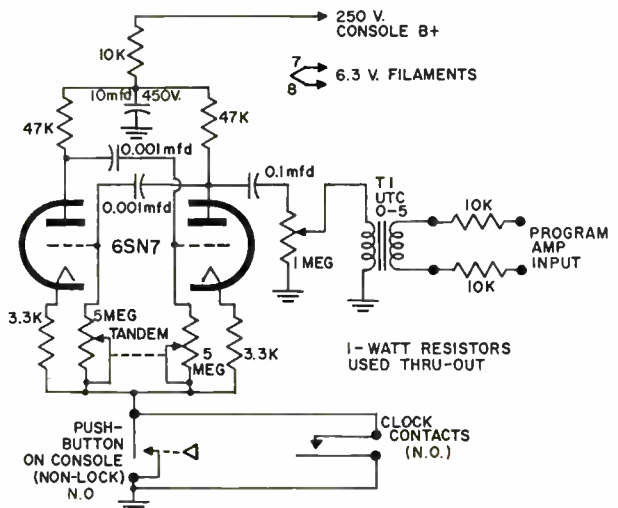 250 V.
CONSOLE B+
10K
7
8
6.3 V. FILAMENTS
10mfd 450V.
47K
47K
0.001mfd
0.1mfd
0.001mfd
T1
UTC
O-5
10K
6SN7
1 MEG
PROGRAM
AMP
INPUT
10K
3.3K
5MEG
TANDEM
5
MEG
3.3K
1-WATT RESISTORS
USED THRU-OUT
PUSH-
BUTTON
ON CONSOLE
(NON-LOCK)
N.O
CLOCK
CONTACTS
(N.O.)